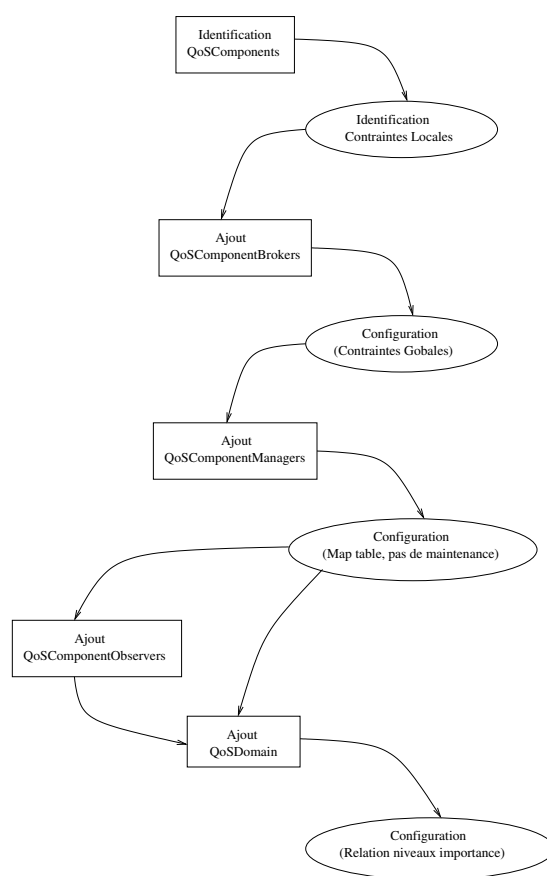 Identification
QoSComponents
Identification
Contraintes Locales
Ajout
QoSComponentBrokers
Configuration
(Contraintes Gobales)
Ajout
QoSComponentManagers
Configuration
(Map table, pas de maintenance)
Ajout
QoSComponentObservers
Ajout
QoSDomain
Configuration
(Relation niveaux importance)